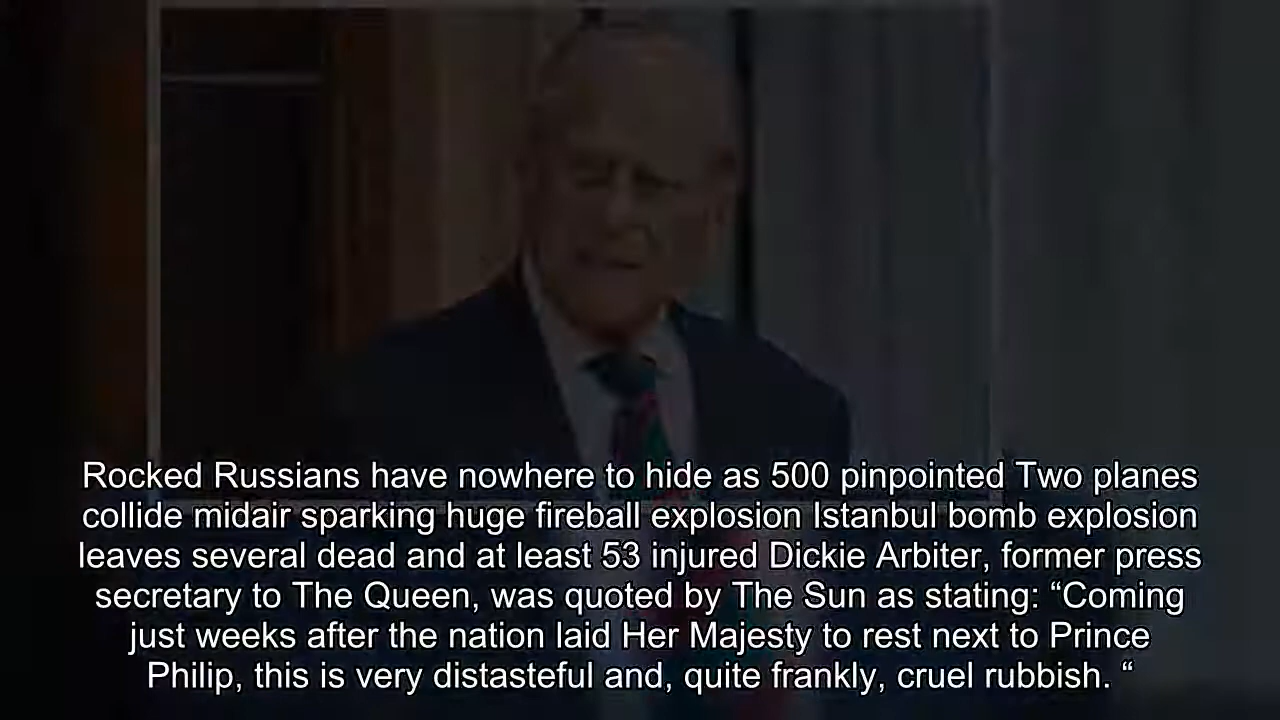 Rocked Russians have nowhere to hide as 500 pinpointed Two planes
collide midair sparking huge fireball explosion Istanbul bomb explosion
leaves several dead and at least 53 injured Dickie Arbiter, former press
secretary to The Queen, was quoted by The Sun as stating: “Coming
just weeks after the nation laid Her Majesty to rest next to Prince
Philip, this is very distasteful and, quite frankly, cruel rubbish. “